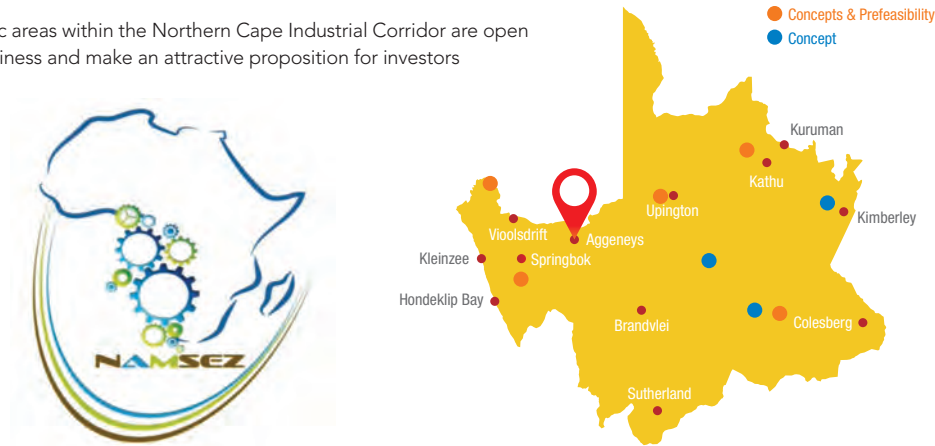 c areas within the Northern Cape Industrial Corridor are open
iness and make an attractive proposition for investors
Concepts & Prefeasibility
Concept
Kuruman
Kathu
Upington
Kimberley
Vioolsdrift
Aggeneys
Kleinzee
Springbok
Hondeklip Bay
Brandvlei
Colesberg
Sutherland
NAMSEZ